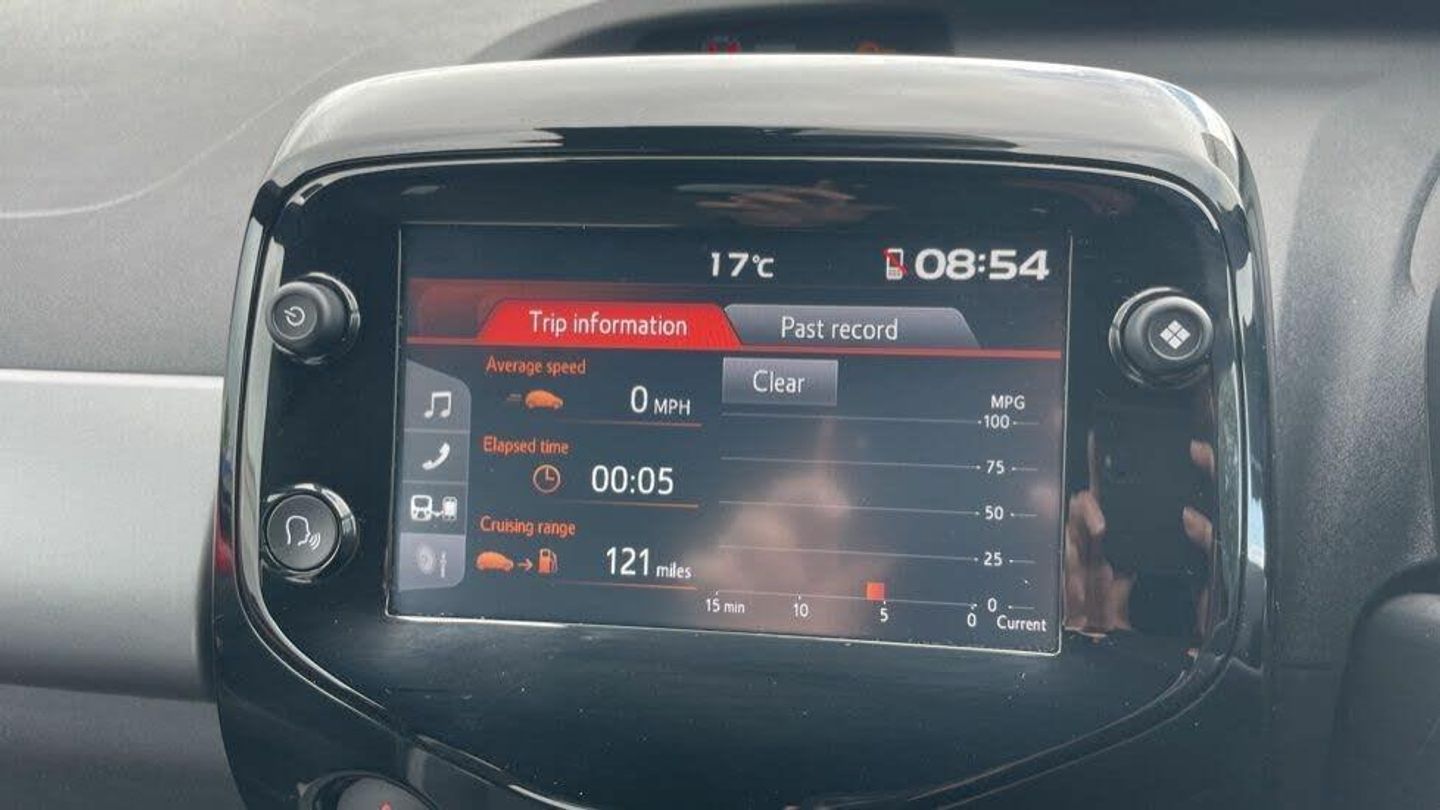 17°C 08:54
Trip information Past record
Average speed
0 MPH
Clear
MPG
100
Elapsed time
00:05
75
50
Cruising range
121 miles
25
0
15 min 10 5 0 Current